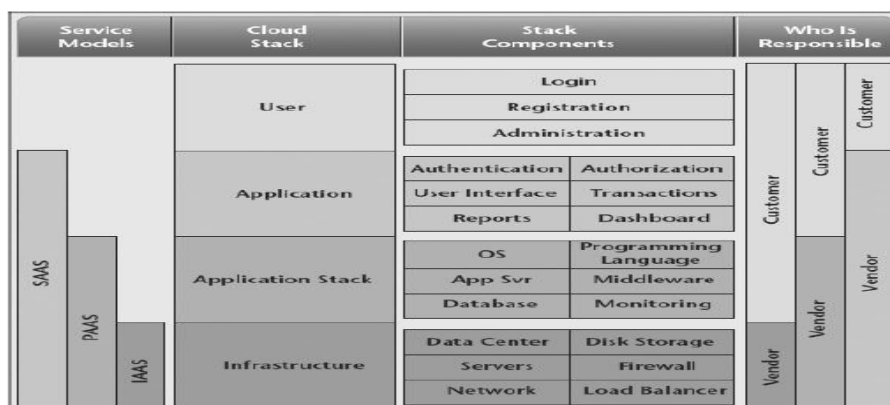 Service Models
Cloud Stack
Stack Components
Who Is Responsible
User
Login
Registration
Administration
Application
Authentication
Authorization
User Interface
Transactions
Reports
Dashboard
Application Stack
OS
Programming Language
App Svr
Middleware
Database
Monitoring
Infrastructure
Data Center
Disk Storage
Servers
Firewall
Network
Load Balancer
SAAS
PAAS
IAAS
Customer
Vendor
Customer
Vendor
Customer
Vendor